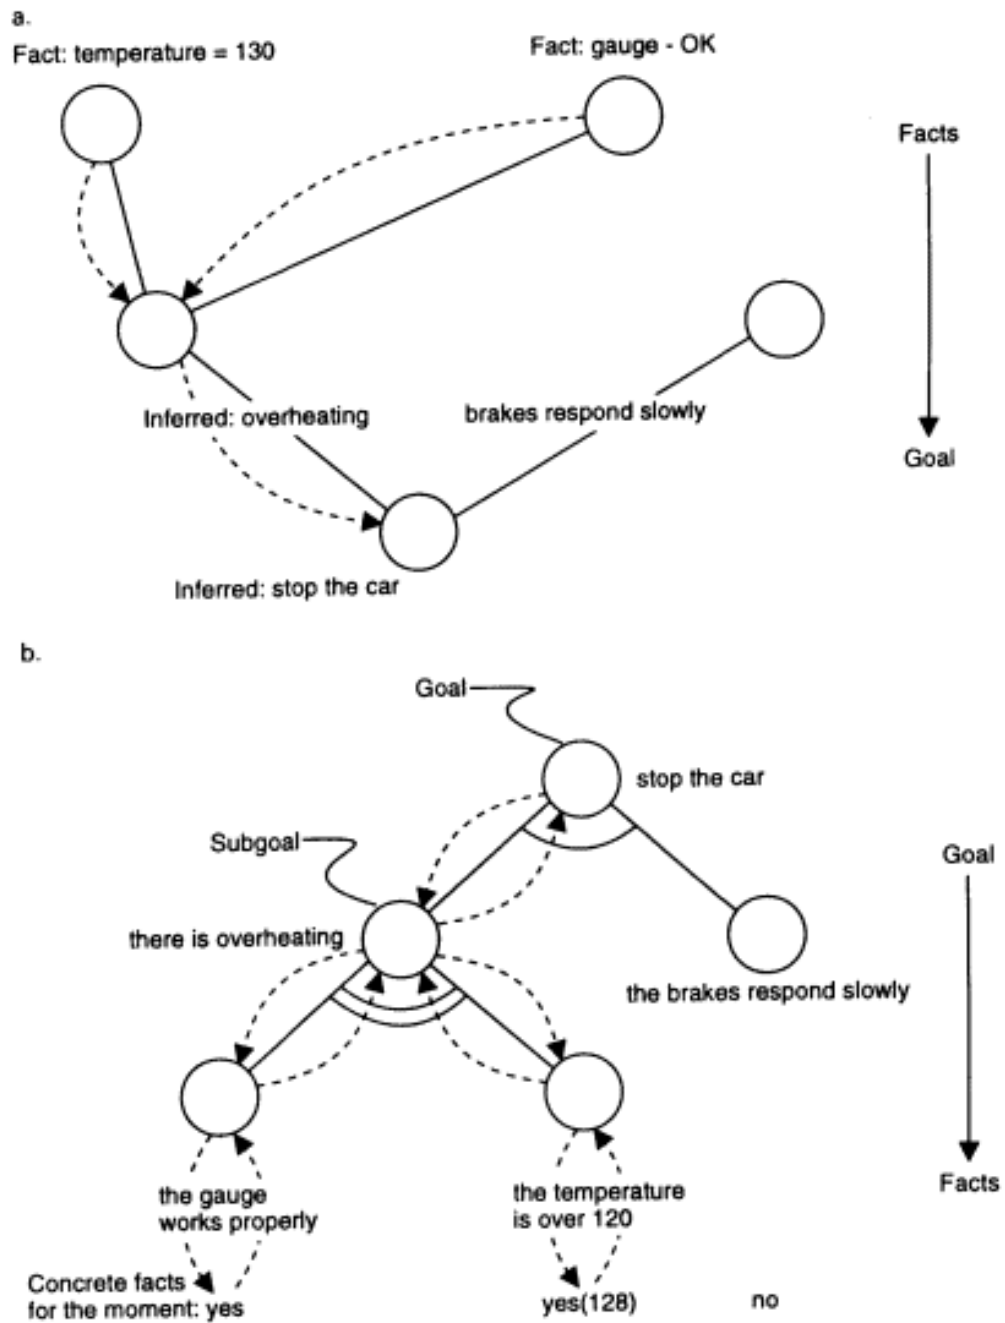 a.
Fact: temperature = 130
Fact: gauge - OK
Facts
Inferred: overheating
brakes respond slowly
Goal
Inferred: stop the car
b.
Goal
stop the car
Subgoal
Goal
there is overheating
the brakes respond slowly
the gauge
works properly
the temperature
is over 120
Facts
Concrete facts
for the moment: yes
yes(128)
no